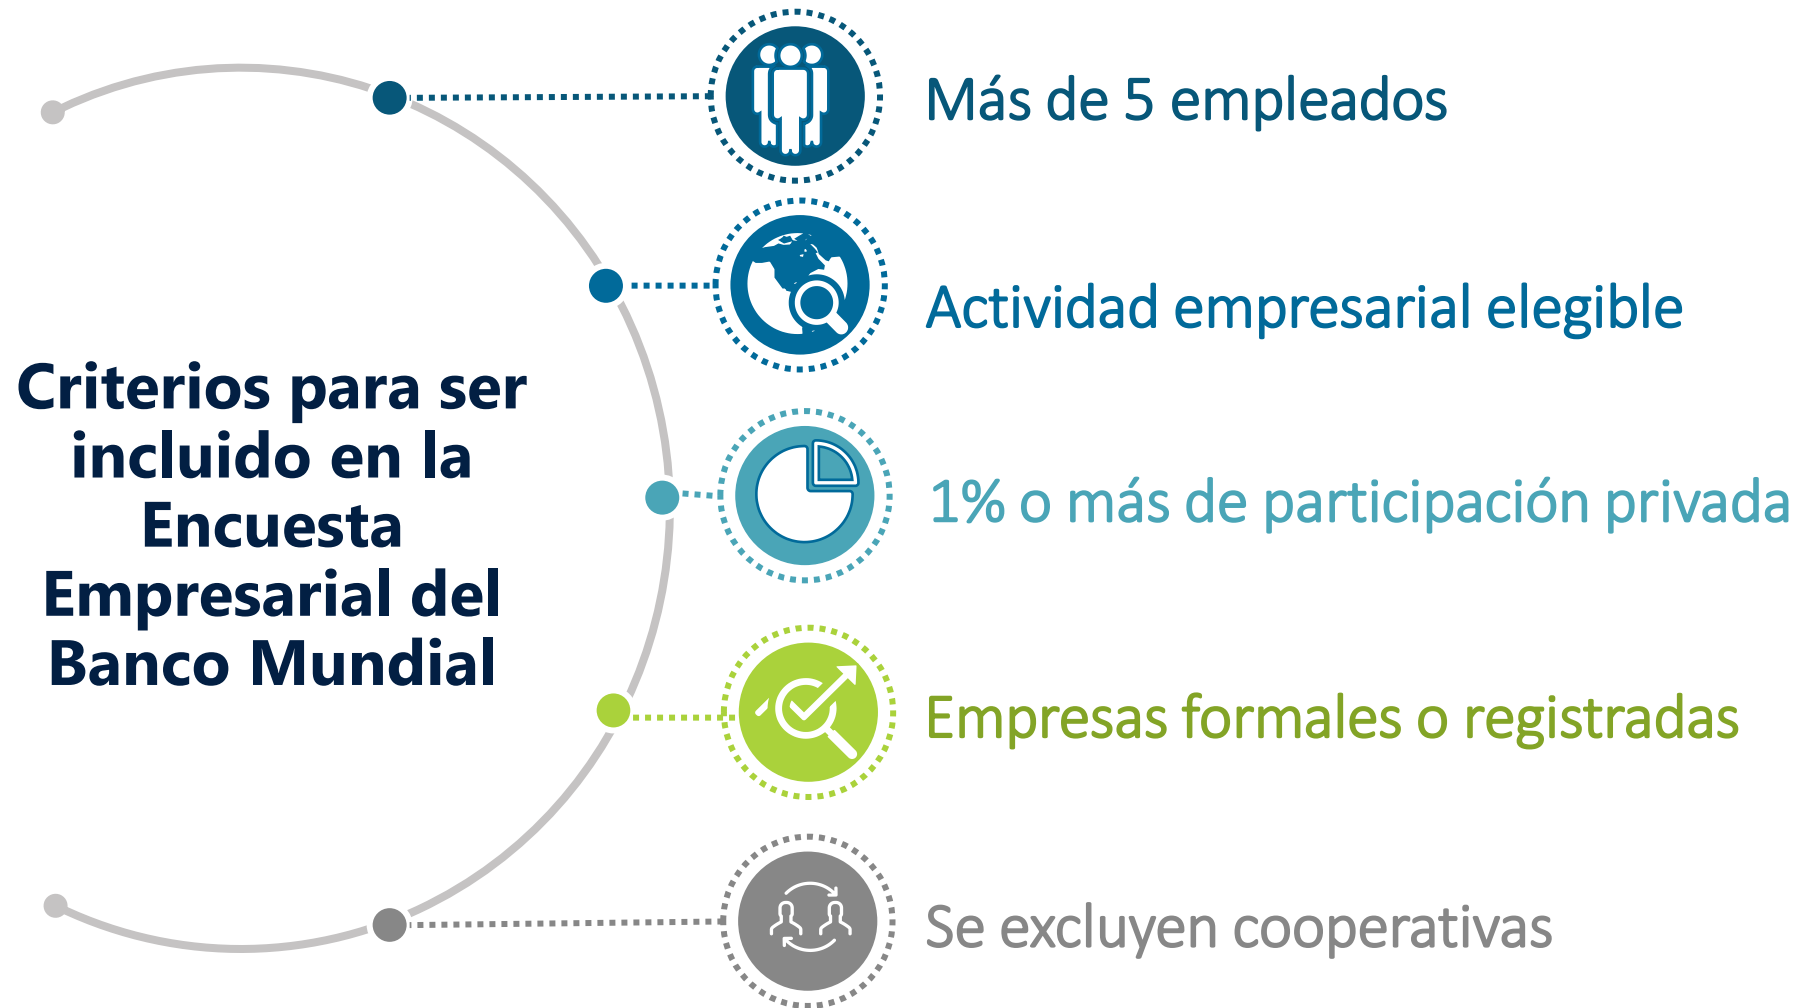 Criterios para ser
incluido en la
Encuesta
Empresarial del
Banco Mundial
Más de 5 empleados
Actividad empresarial elegible
1% o más de participación privada
Empresas formales o registradas
Se excluyen cooperativas